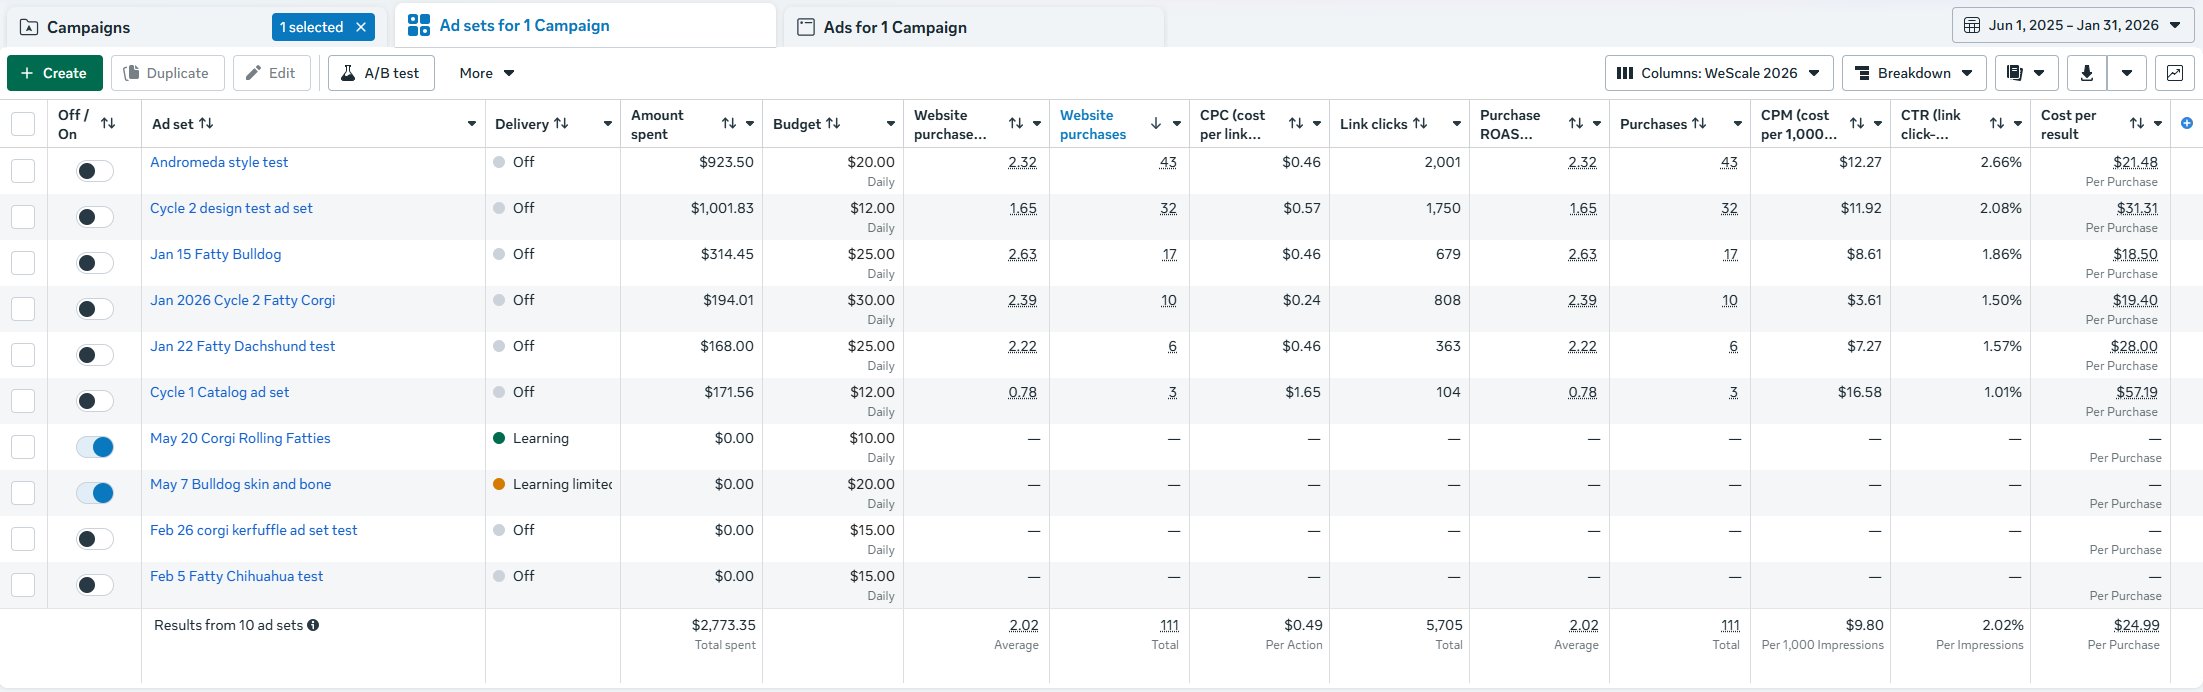 Campaigns
1 selected ×
Ad sets for 1 Campaign
Ads for 1 Campaign
Jun 1, 2025 – Jan 31, 2026
+ Create
Duplicate
Edit
A/B test
More
Columns: WeScale 2026
Breakdown
Off / On
Ad set
Delivery
Amount spent
Budget
Website purchase...
Website purchases
CPC (cost per link...
Link clicks
Purchase ROAS...
Purchases
CPM (cost per 1,000...
CTR (link click-...
Cost per result
Andromeda style test Off $923.50 $20.00 2.32 43 $0.46 2,001 2.32 43 $12.27 2.66% $21.48
Daily Per Purchase
Cycle 2 design test ad set Off $1,001.83 $12.00 1.65 32 $0.57 1,750 1.65 32 $11.92 2.08% $31.31
Daily Per Purchase
Jan 15 Fatty Bulldog Off $314.45 $25.00 2.63 17 $0.46 679 2.63 17 $8.61 1.86% $18.50
Daily Per Purchase
Jan 2026 Cycle 2 Fatty Corgi Off $194.01 $30.00 2.39 10 $0.24 808 2.39 10 $3.61 1.50% $19.40
Daily Per Purchase
Jan 22 Fatty Dachshund test Off $168.00 $25.00 2.22 6 $0.46 363 2.22 6 $7.27 1.57% $28.00
Daily Per Purchase
Cycle 1 Catalog ad set Off $171.56 $12.00 0.78 3 $1.65 104 0.78 3 $16.58 1.01% $57.19
Daily Per Purchase
May 20 Corgi Rolling Fatties Learning $0.00 $10.00 — — — — — — — — —
Daily Per Purchase
May 7 Bulldog skin and bone Learning limited $0.00 $20.00 — — — — — — — — —
Daily Per Purchase
Feb 26 corgi kerfuffle ad set test Off $0.00 $15.00 — — — — — — — — —
Daily Per Purchase
Feb 5 Fatty Chihuahua test Off $0.00 $15.00 — — — — — — — — —
Daily Per Purchase
Results from 10 ad sets $2,773.35 2.02 111 $0.49 5,705 2.02 111 $9.80 2.02% $24.99
Total spent Average Total Per Action Total Average Total Per 1,000 Impressions Per Impressions Per Purchase